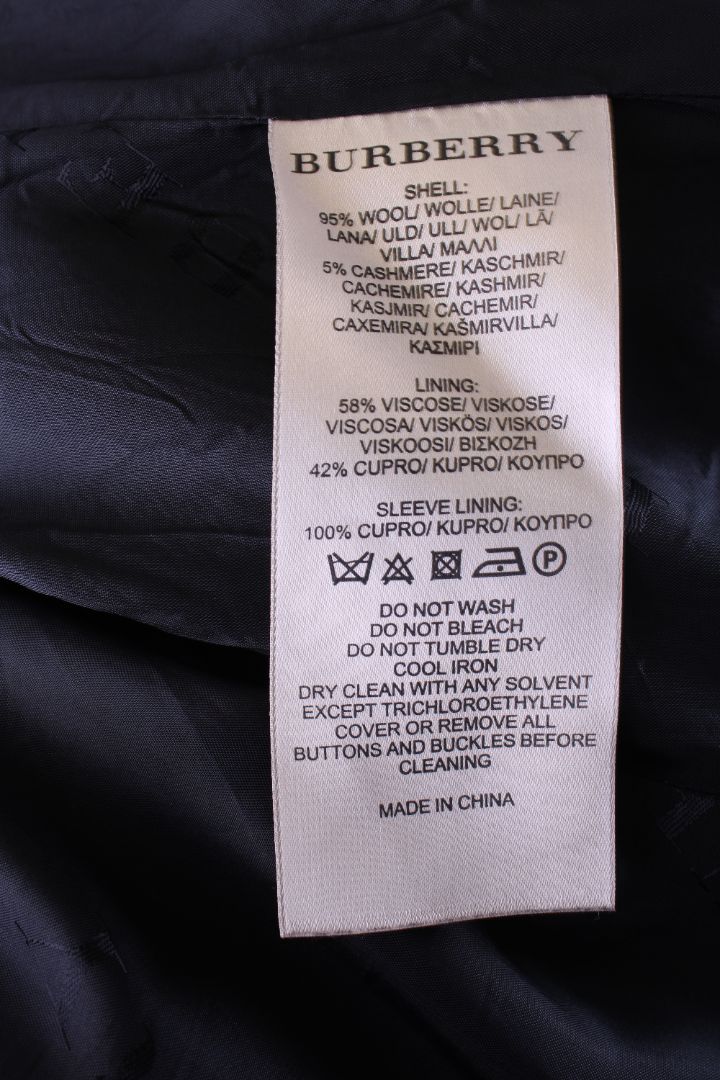 BURBERRY
SHELL:
95% WOOL/ WOLLE/ LAINE/
LANA/ ULD/ ULL/ WOL/ LÃ/
VILLA/ ΜΑΛΛΙ
5% CASHMERE/ KASCHMIR/
CACHEMIRE/ KASHMIR/
KASJMIR/ CACHEMIR/
CAXEMIRA/ KAŠMIRVILLA/
ΚΑΣΜΙΡΙ
LINING:
58% VISCOSE/ VISKOSE/
VISCOSA/ VISKÖS/ VISKOS/
VISKOOSI/ ΒΙΣΚΟΖΗ
42% CUPRO/ KUPRO/ ΚΟΥΠΡΟ
SLEEVE LINING:
100% CUPRO/ KUPRO/ ΚΟΥΠΡΟ
P
DO NOT WASH
DO NOT BLEACH
DO NOT TUMBLE DRY
COOL IRON
DRY CLEAN WITH ANY SOLVENT
EXCEPT TRICHLOROETHYLENE
COVER OR REMOVE ALL
BUTTONS AND BUCKLES BEFORE
CLEANING
MADE IN CHINA